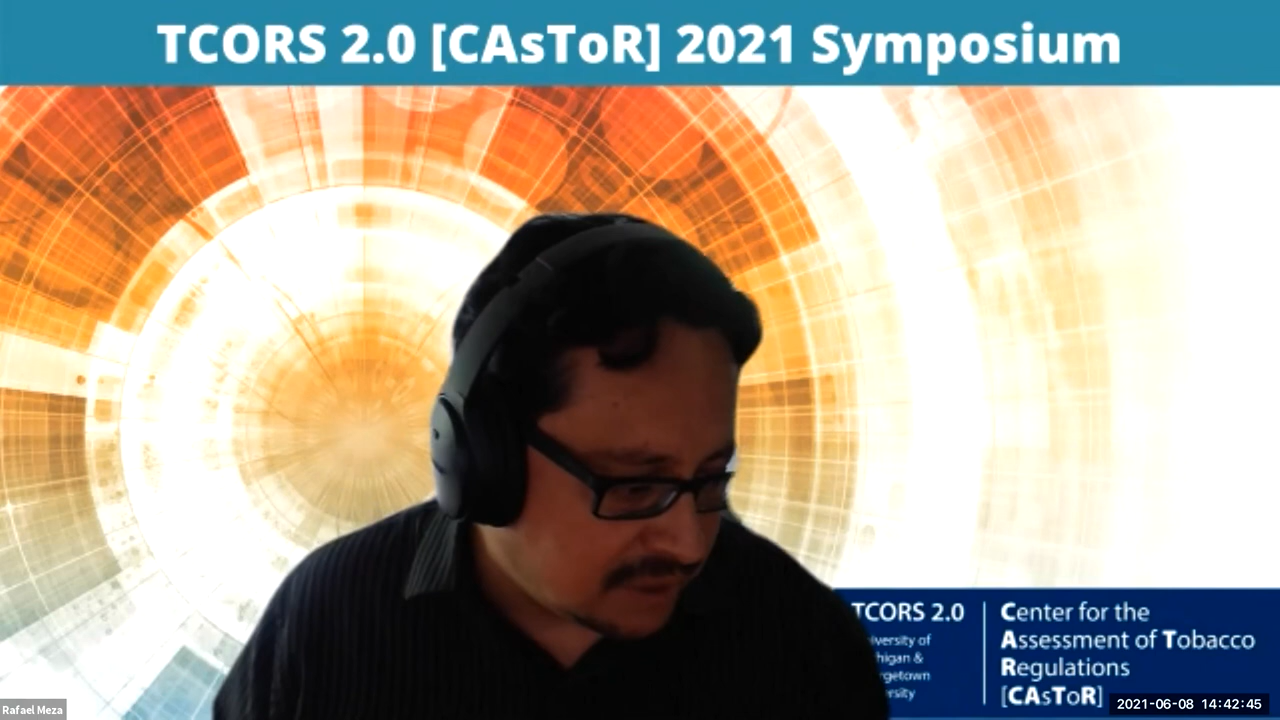 TCORS 2.0 [CAsToR] 2021 Symposium
TCORS 2.0
of
&
Center for the
Assessment of Tobacco
Regulations
[CAsToR]
2021-06-08 14:42:45
Rafael Meza